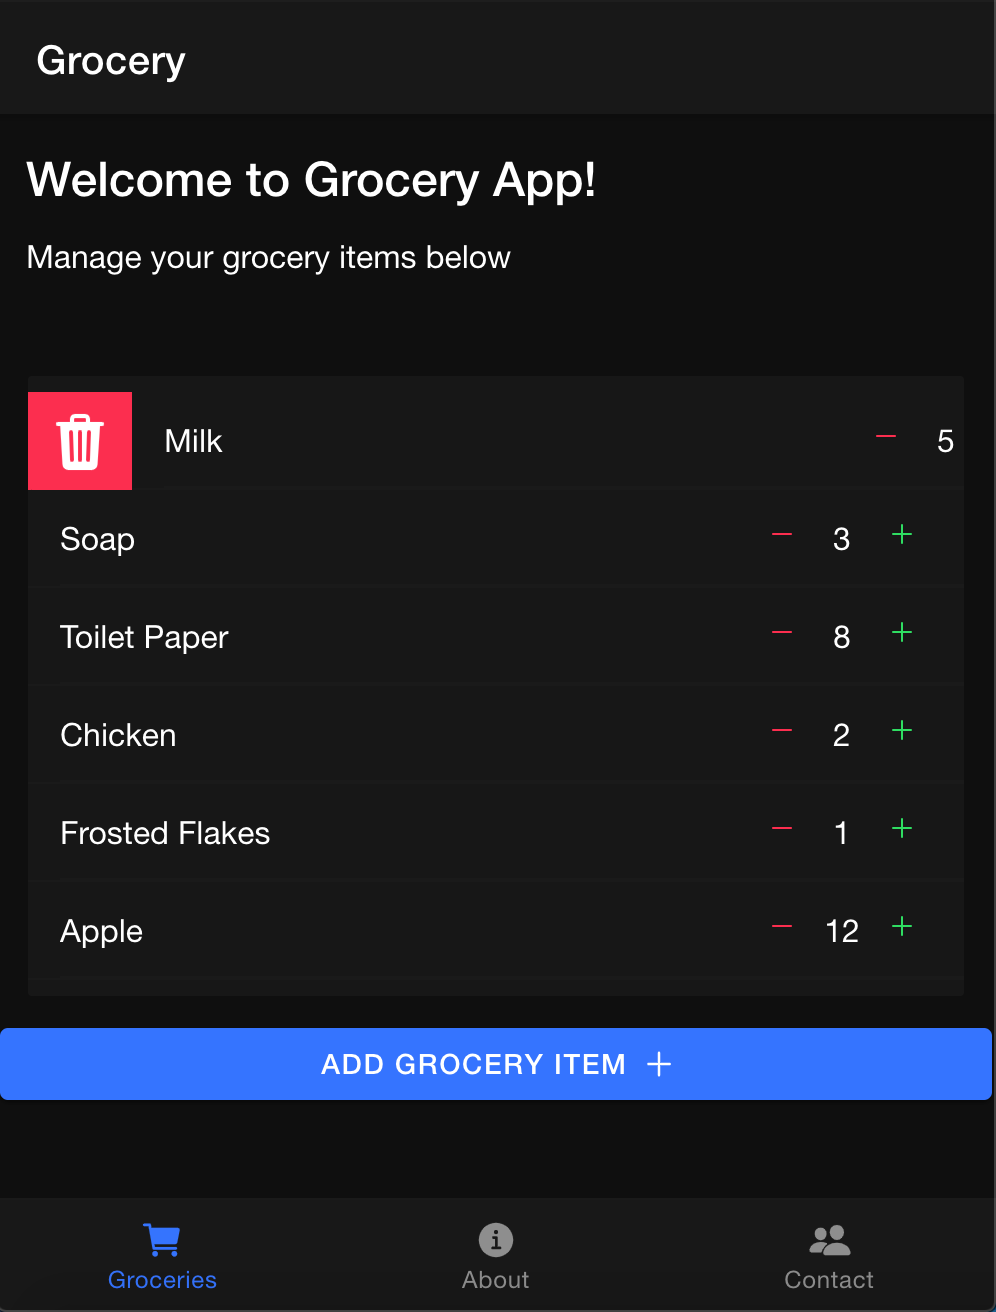 Grocery
Welcome to Grocery App!
Manage your grocery items below
Milk — 5
Soap — 3 +
Toilet Paper — 8 +
Chicken — 2 +
Frosted Flakes — 1 +
Apple — 12 +
ADD GROCERY ITEM +
Groceries About Contact